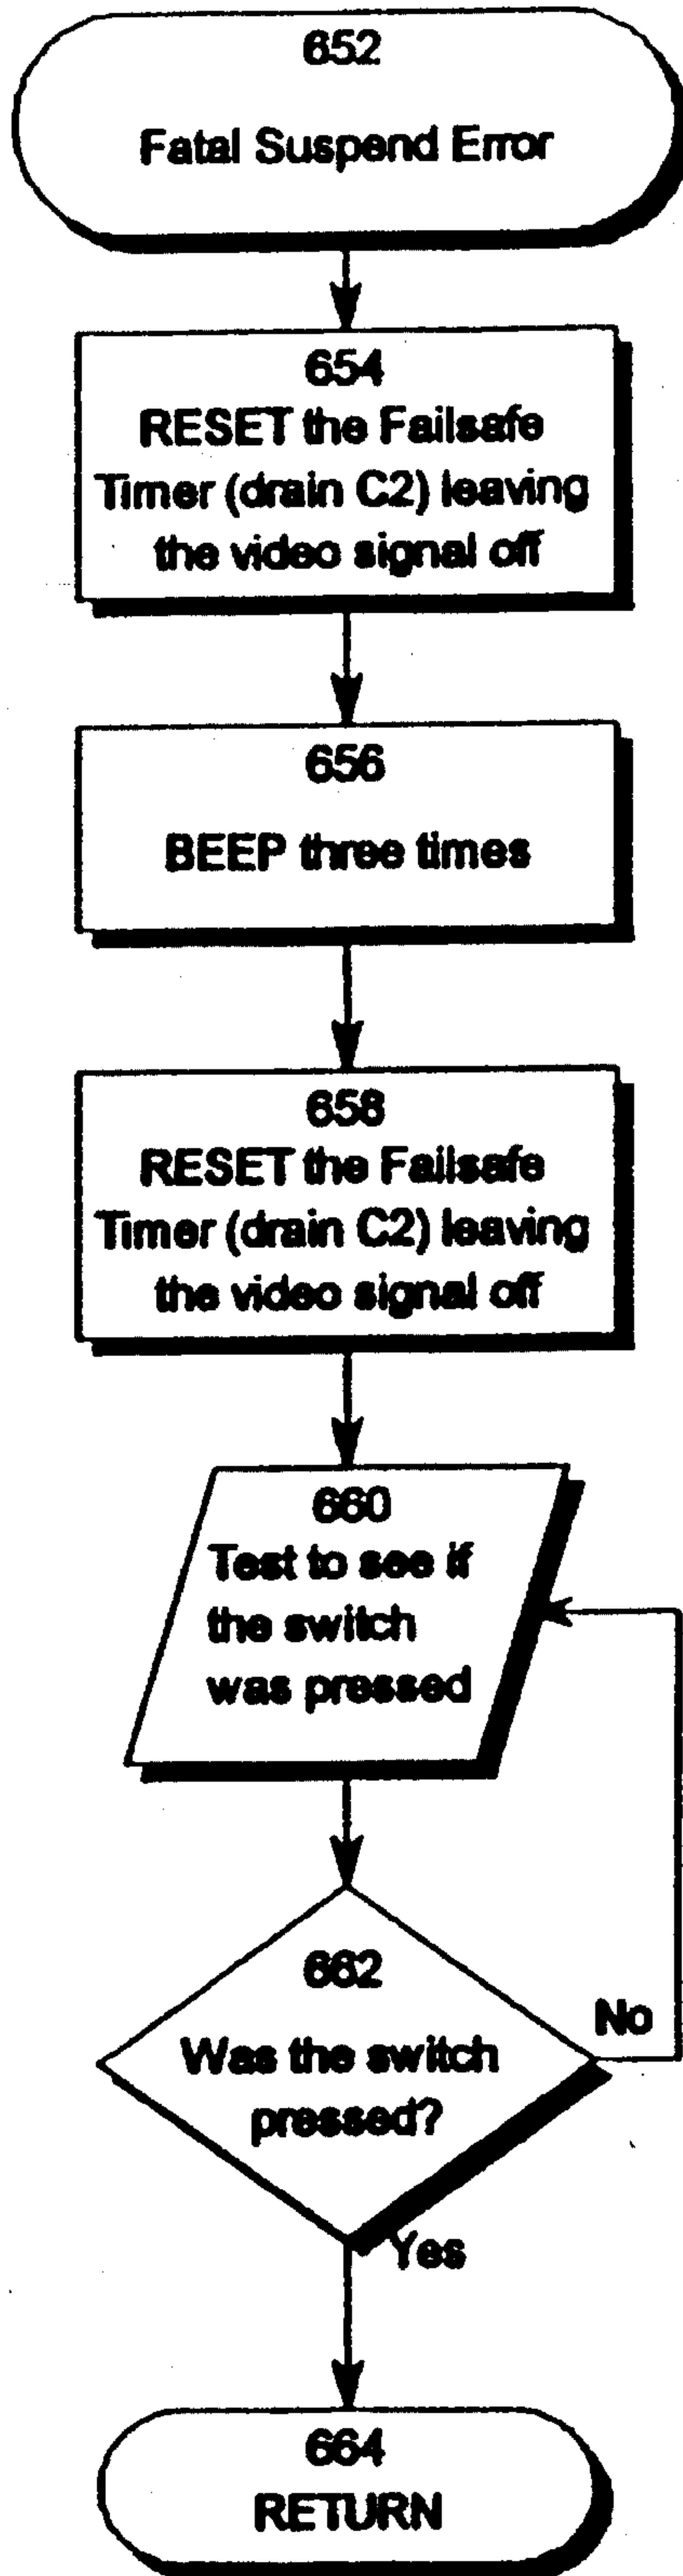 652
Fatal Suspend Error
654
RESET the Failsafe
Timer (drain C2) leaving
the video signal off
656
BEEP three times
658
RESET the Failsafe
Timer (drain C2) leaving
the video signal off
660
Test to see if
the switch
was pressed
662
Was the switch
pressed?
No
Yes
664
RETURN